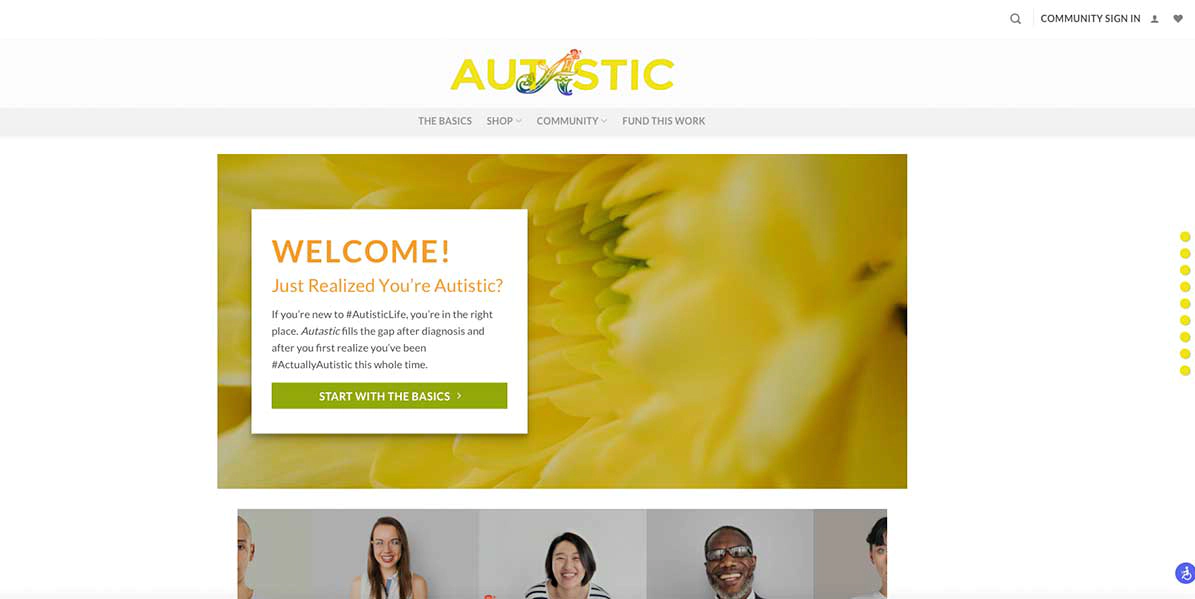 COMMUNITY SIGN IN
AUTASTIC
THE BASICS SHOP COMMUNITY FUND THIS WORK
WELCOME!
Just Realized You're Autistic?
If you're new to #AutisticLife, you're in the right
place. Autastic fills the gap after diagnosis and
after you first realize you've been
#ActuallyAutistic this whole time.
START WITH THE BASICS